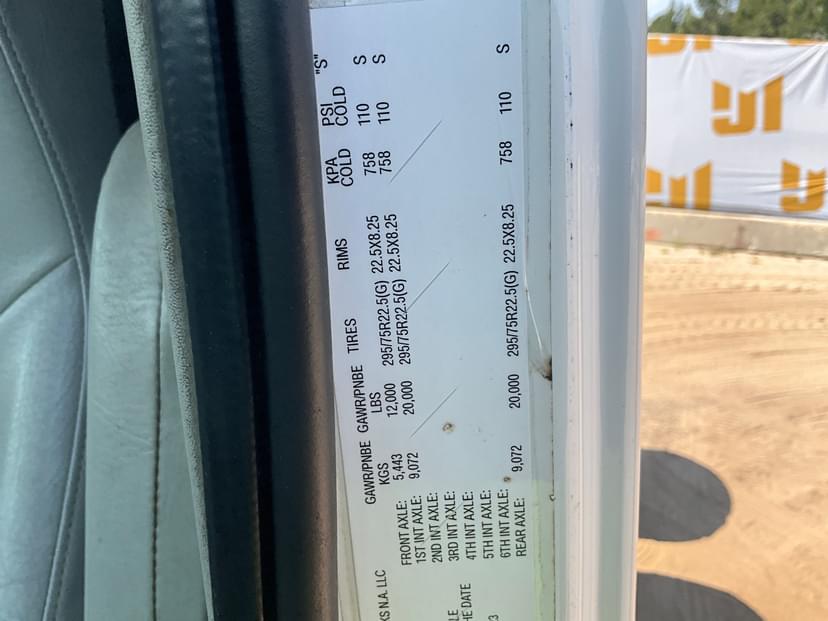 GAWR/PNBE GAWR/PNBE TIRES RIMS KPA PSI "S"
KGS LBS COLD COLD
FRONT AXLE: 5,443 12,000 295/75R22.5(G) 22.5X8.25 758 110 S
1ST INT AXLE: 9,072 20,000 295/75R22.5(G) 22.5X8.25 758 110 S
2ND INT AXLE:
3RD INT AXLE:
4TH INT AXLE:
5TH INT AXLE:
6TH INT AXLE:
REAR AXLE: 9,072 20,000 295/75R22.5(G) 22.5X8.25 758 110 S
N.A. LLC
DATE